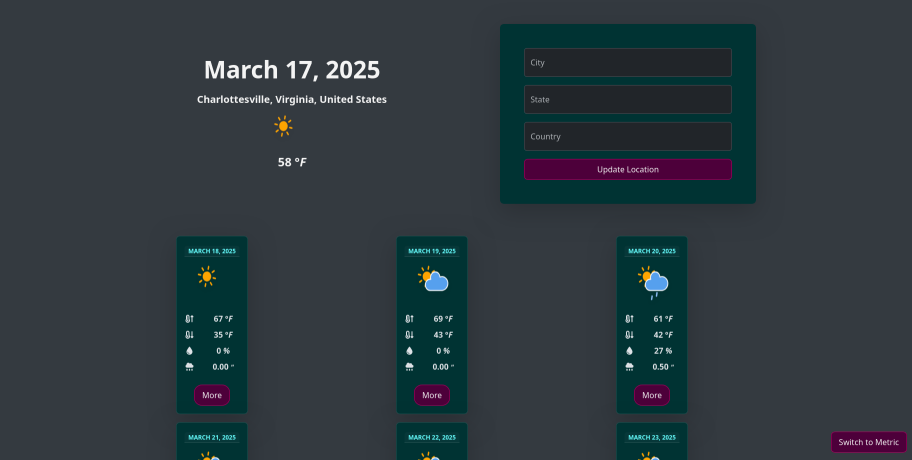 March 17, 2025
Charlottesville, Virginia, United States
58 °F
City
State
Country
Update Location
MARCH 18, 2025
67 °F
35 °F
0 %
0.00 "
More
MARCH 19, 2025
69 °F
43 °F
0 %
0.00 "
More
MARCH 20, 2025
61 °F
42 °F
27 %
0.50 "
More
MARCH 21, 2025
MARCH 22, 2025
MARCH 23, 2025
Switch to Metric